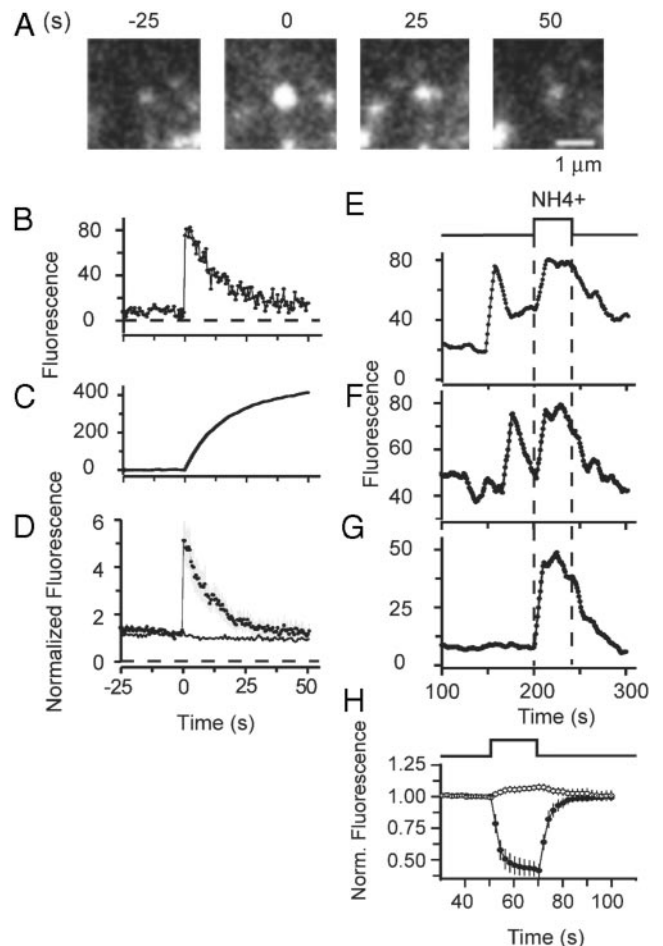 A (s) -25 0 25 50
1 μm
B
80
40
0
Fluorescence
C
400
200
0
D
6
4
2
0
Normalized Fluorescence
-25 0 25 50
Time (s)
NH4+
E
80
40
0
F
80
60
40
Fluorescence
G
50
25
0
100 200 300
Time (s)
H
1.25
1.00
0.75
0.50
Norm. Fluorescence
40 60 80 100
Time (s)